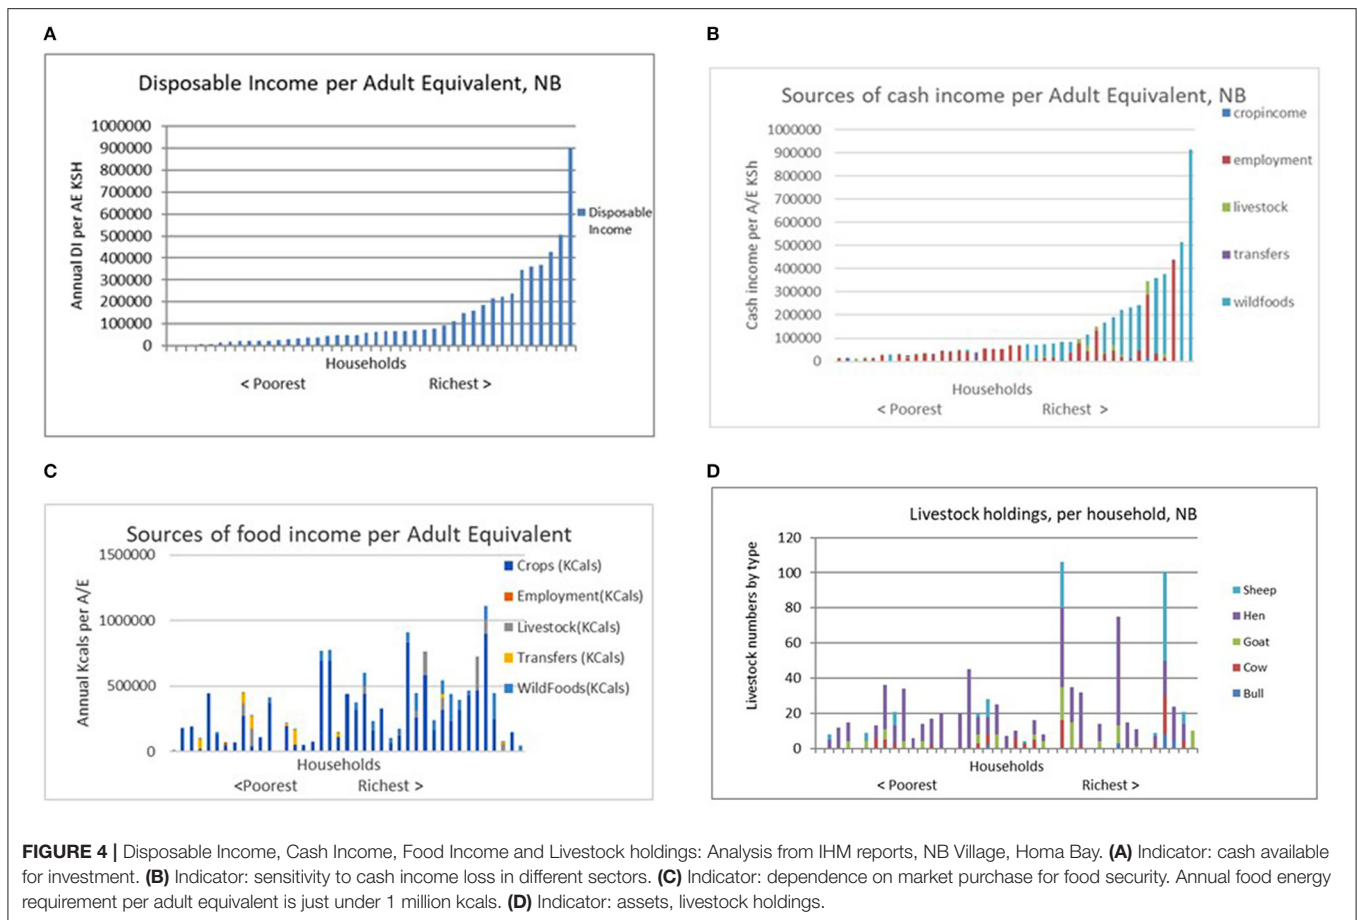 A
Disposable Income per Adult Equivalent, NB
Annual DI per AE KSH
1000000
9000000
8000000
7000000
6000000
500000
400000
300000
200000
100000
0
Disposable
Income
Households
< Poorest Richest >
B
Sources of cash income per Adult Equivalent, NB
Cash income per A/E KSh
1000000
900000
800000
700000
600000
500000
400000
300000
200000
100000
0
cropincome
employment
livestock
transfers
wildfoods
Households
< Poorest Richest >
C
Sources of food income per Adult Equivalent
Annual Kcals per A/E
1500000
1000000
500000
0
Crops (KCals)
Employment(KCals)
Livestock(KCals)
Transfers (KCals)
WildFoods(KCals)
Households
<Poorest Richest >
D
Livestock holdings, per household, NB
Livestock numbers by type
120
100
80
60
40
20
0
Sheep
Hen
Goat
Cow
Bull
Households
< Poorest Richest >
FIGURE 4 | Disposable Income, Cash Income, Food Income and Livestock holdings: Analysis from IHM reports, NB Village, Homa Bay. (A) Indicator: cash available
for investment. (B) Indicator: sensitivity to cash income loss in different sectors. (C) Indicator: dependence on market purchase for food security. Annual food energy
requirement per adult equivalent is just under 1 million kcals. (D) Indicator: assets, livestock holdings.